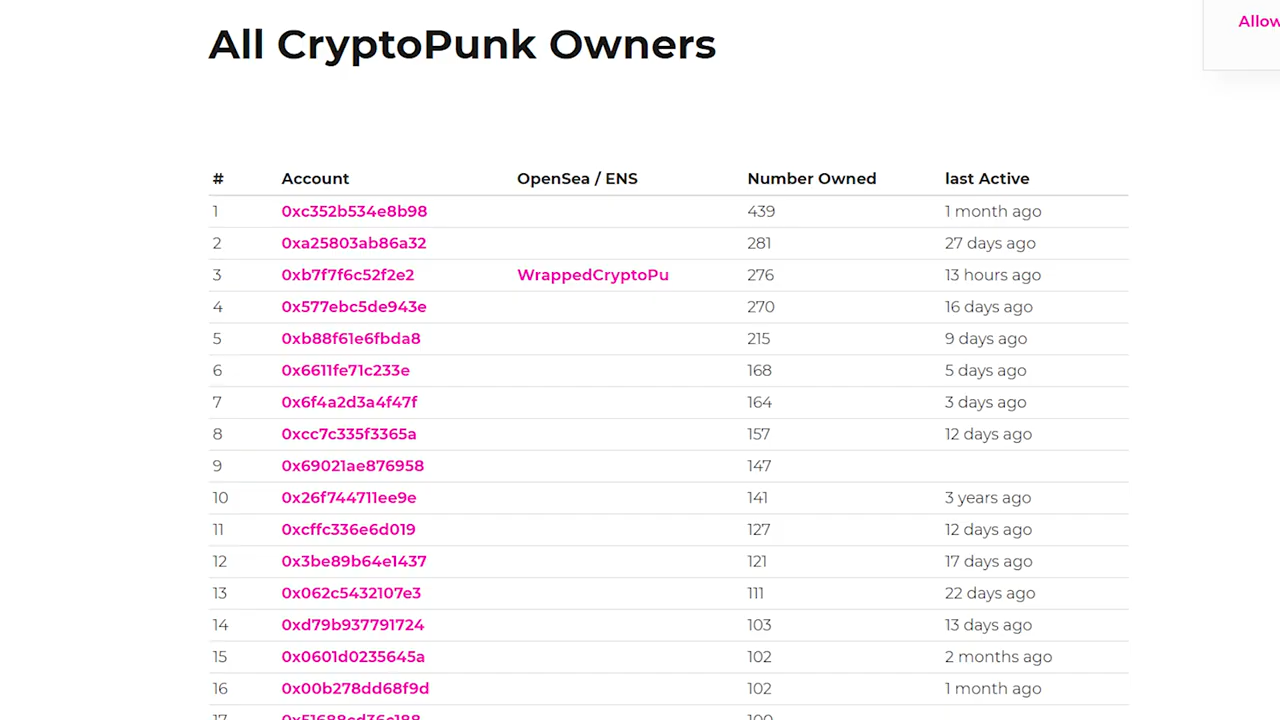 Allow
All CryptoPunk Owners
# Account OpenSea / ENS Number Owned last Active
1 0xc352b534e8b98 439 1 month ago
2 0xa25803ab86a32 281 27 days ago
3 0xb7f7f6c52f2e2 WrappedCryptoPu 276 13 hours ago
4 0x577ebc5de943e 270 16 days ago
5 0xb88f61e6fbda8 215 9 days ago
6 0x6611fe71c233e 168 5 days ago
7 0x6f4a2d3a4f47f 164 3 days ago
8 0xcc7c335f3365a 157 12 days ago
9 0x69021ae876958 147
10 0x26f744711ee9e 141 3 years ago
11 0xcffc336e6d019 127 12 days ago
12 0x3be89b64e1437 121 17 days ago
13 0x062c5432107e3 111 22 days ago
14 0xd79b937791724 103 13 days ago
15 0x0601d0235645a 102 2 months ago
16 0x00b278dd68f9d 102 1 month ago